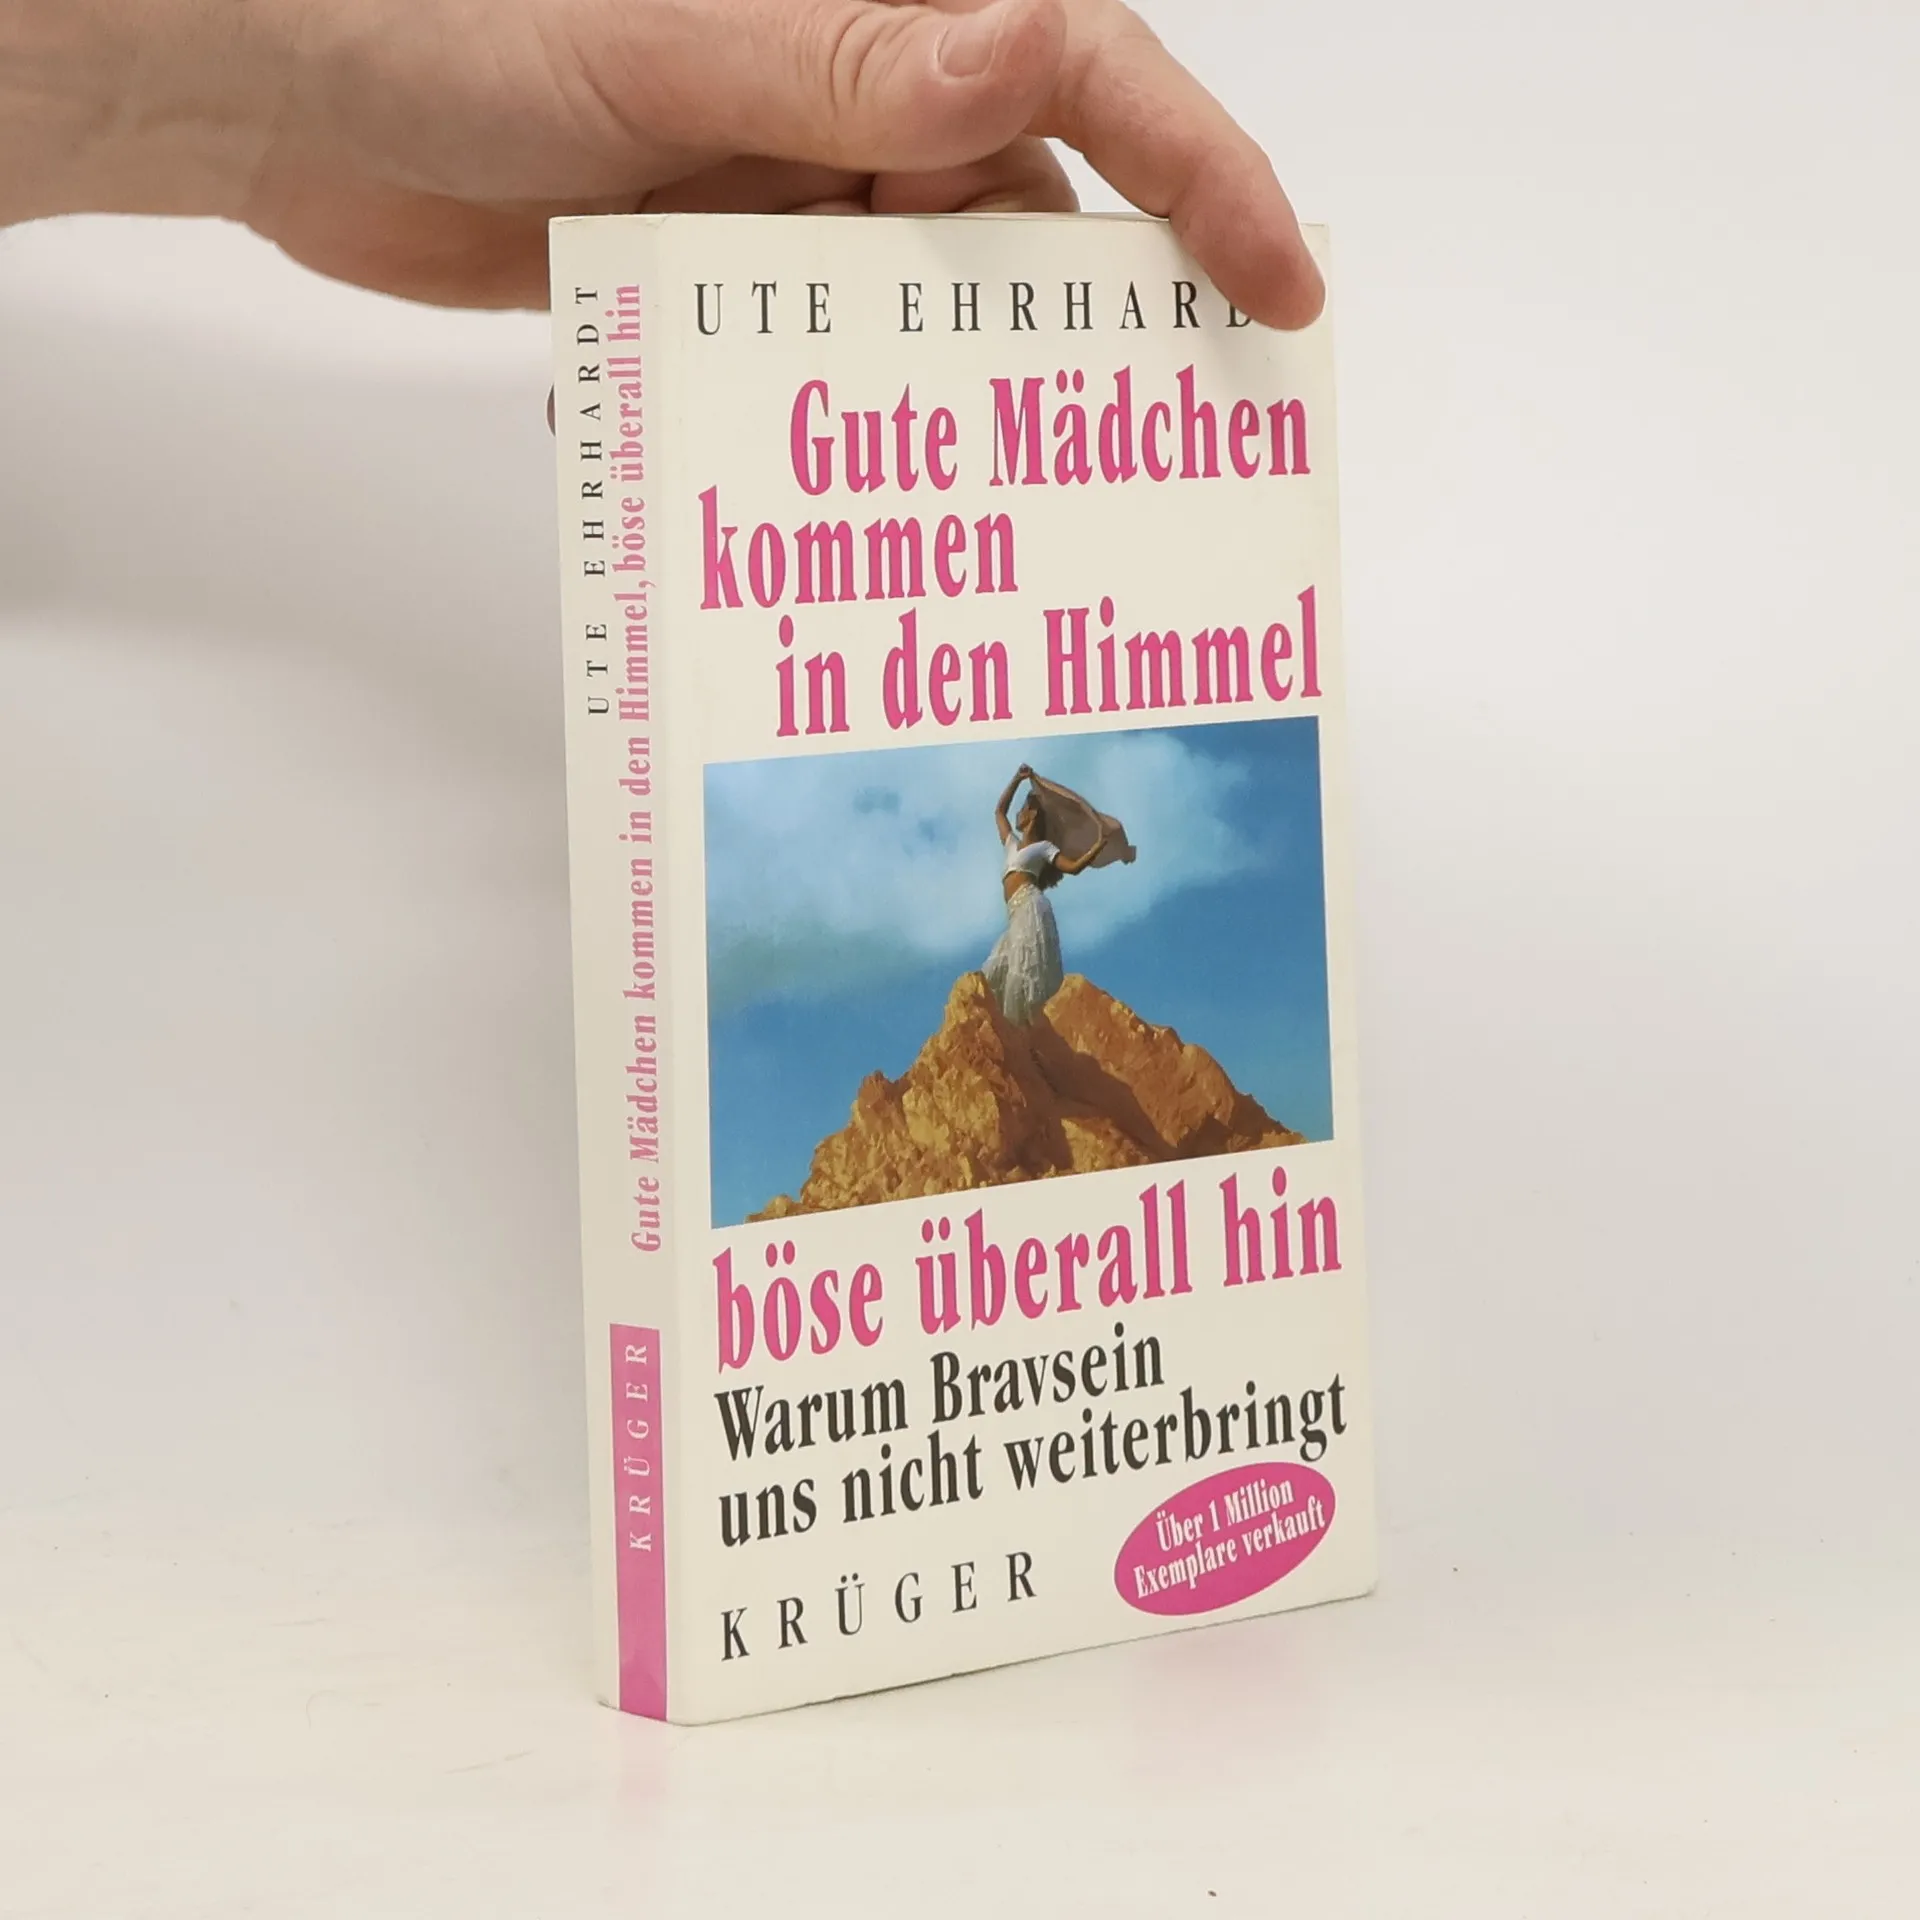 UTE EHRHARDT
Gute Mädchen kommen in den Himmel, böse überall hin
KRÜGER
UTE EHRHARD
Gute Mädchen
kommen
in den Himmel
böse überall hin
Warum Bravsein
uns nicht weiterbringt
Über 1 Million
Exemplare verkauft
KRÜGER